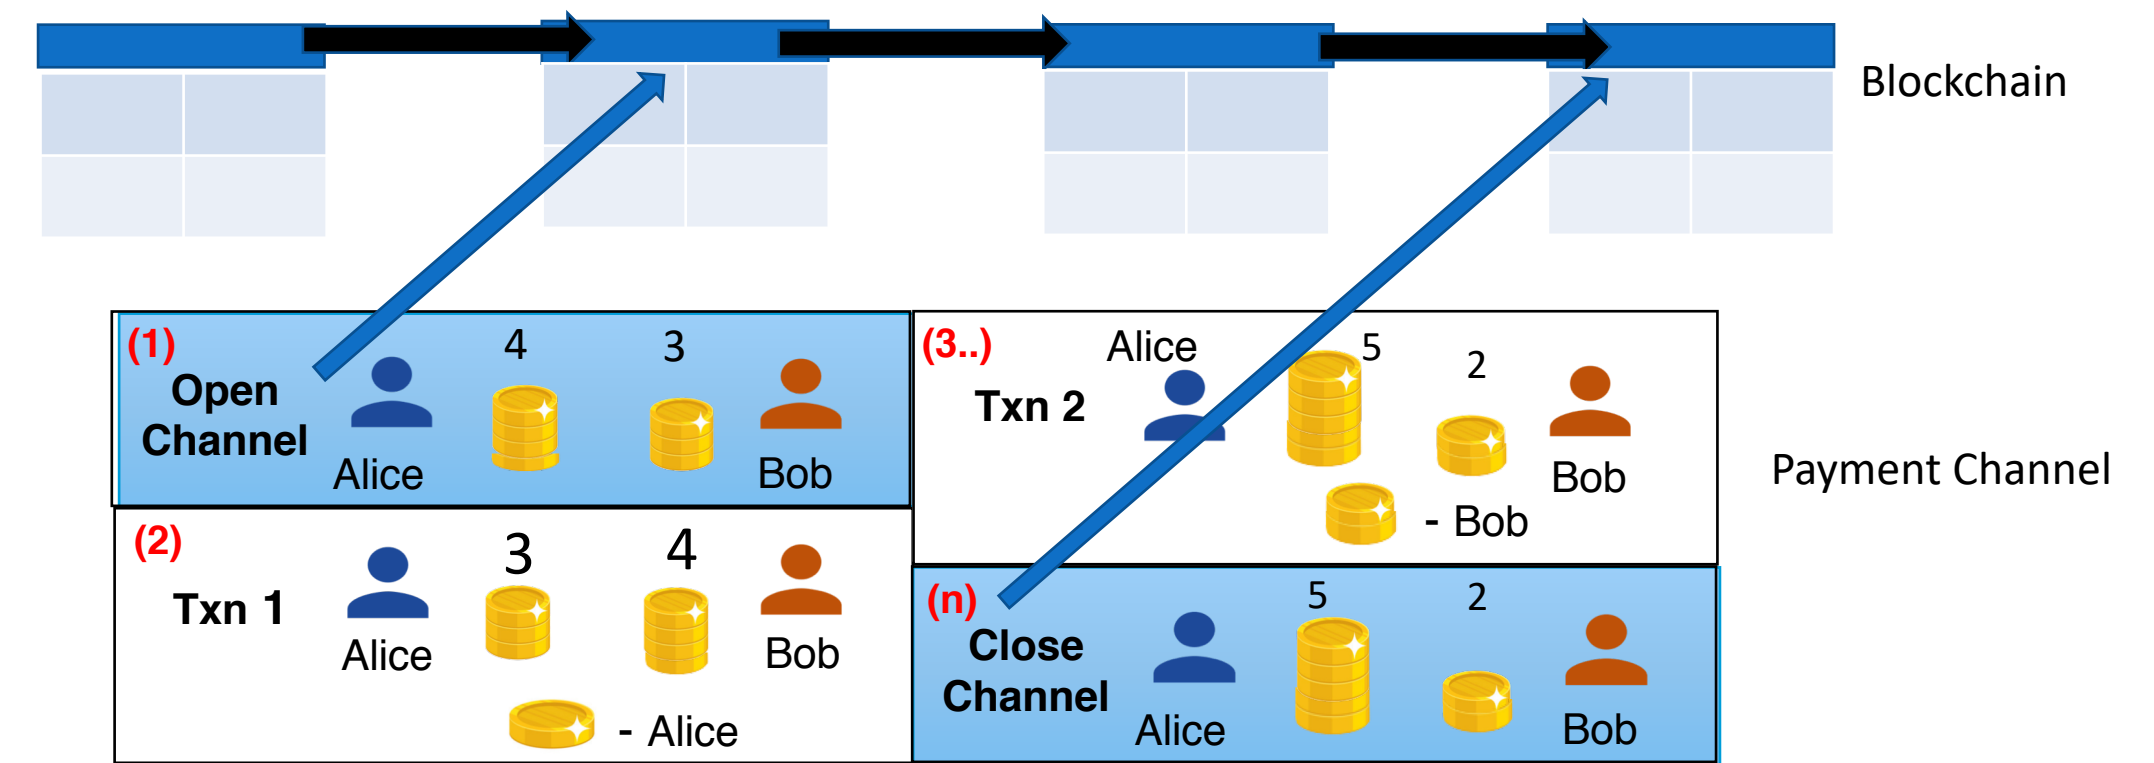 Blockchain
(1)
Open
Channel
Alice
4
3
Bob
(2)
Txn 1
Alice
3
4
Bob
- Alice
(3..)
Txn 2
Alice
5
2
Bob
- Bob
(n)
Close
Channel
Alice
5
2
Bob
Payment Channel